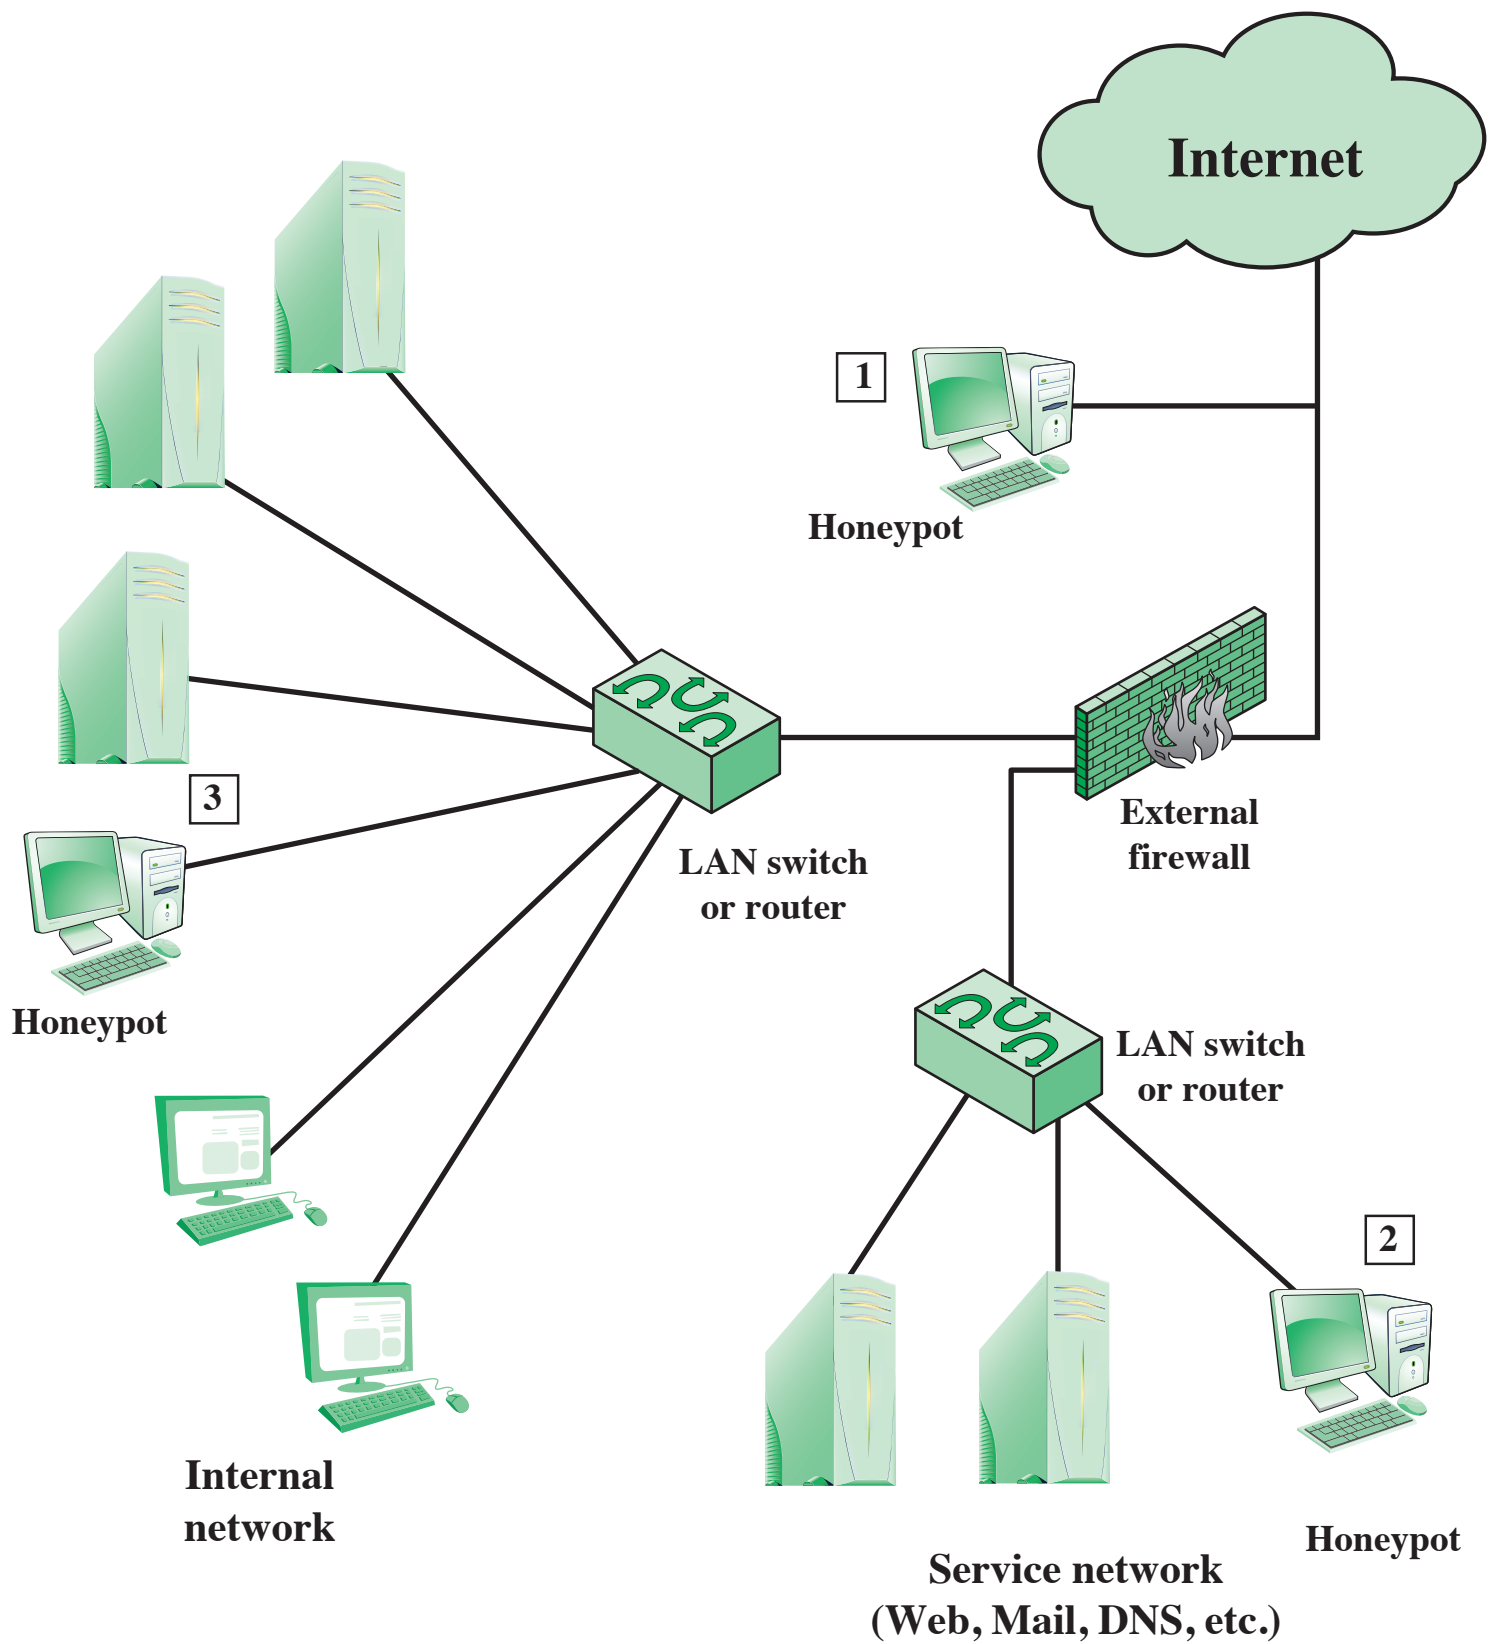 Internet
1
Honeypot
External
firewall
3
LAN switch
or router
Honeypot
LAN switch
or router
2
Internal
network
Honeypot
Service network
(Web, Mail, DNS, etc.)